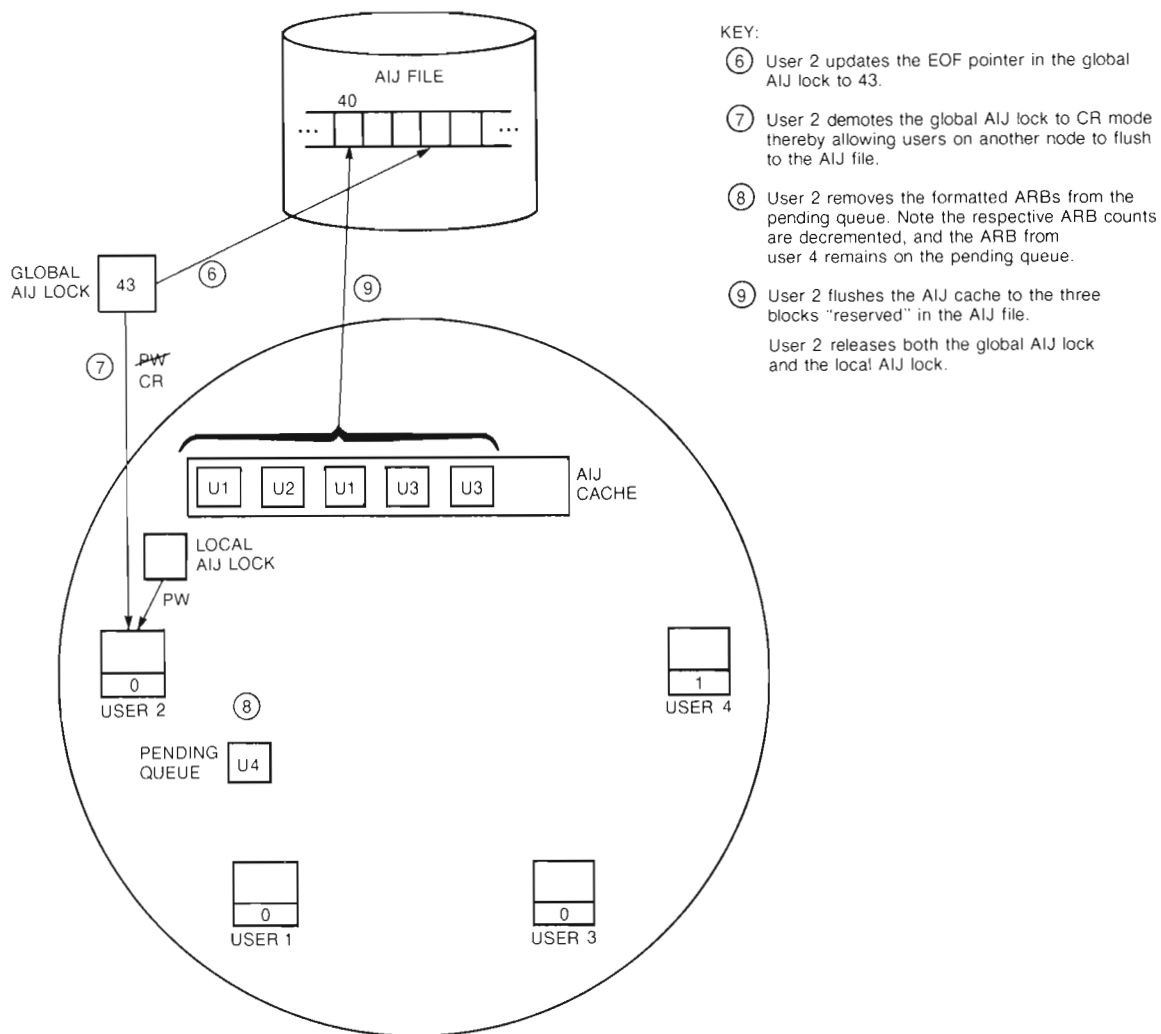 AIJ FILE
40
... ...
GLOBAL
AIJ LOCK
43
6
9
7
PW
CR
U1 U2 U1 U3 U3
AIJ
CACHE
LOCAL
AIJ LOCK
PW
0
USER 2
1
USER 4
8
PENDING
QUEUE
U4
0
USER 1
0
USER 3
KEY:
6 User 2 updates the EOF pointer in the global
AIJ lock to 43.
7 User 2 demotes the global AIJ lock to CR mode
thereby allowing users on another node to flush
to the AIJ file.
8 User 2 removes the formatted ARBs from the
pending queue. Note the respective ARB counts
are decremented, and the ARB from
user 4 remains on the pending queue.
9 User 2 flushes the AIJ cache to the three
blocks "reserved" in the AIJ file.
User 2 releases both the global AIJ lock
and the local AIJ lock.